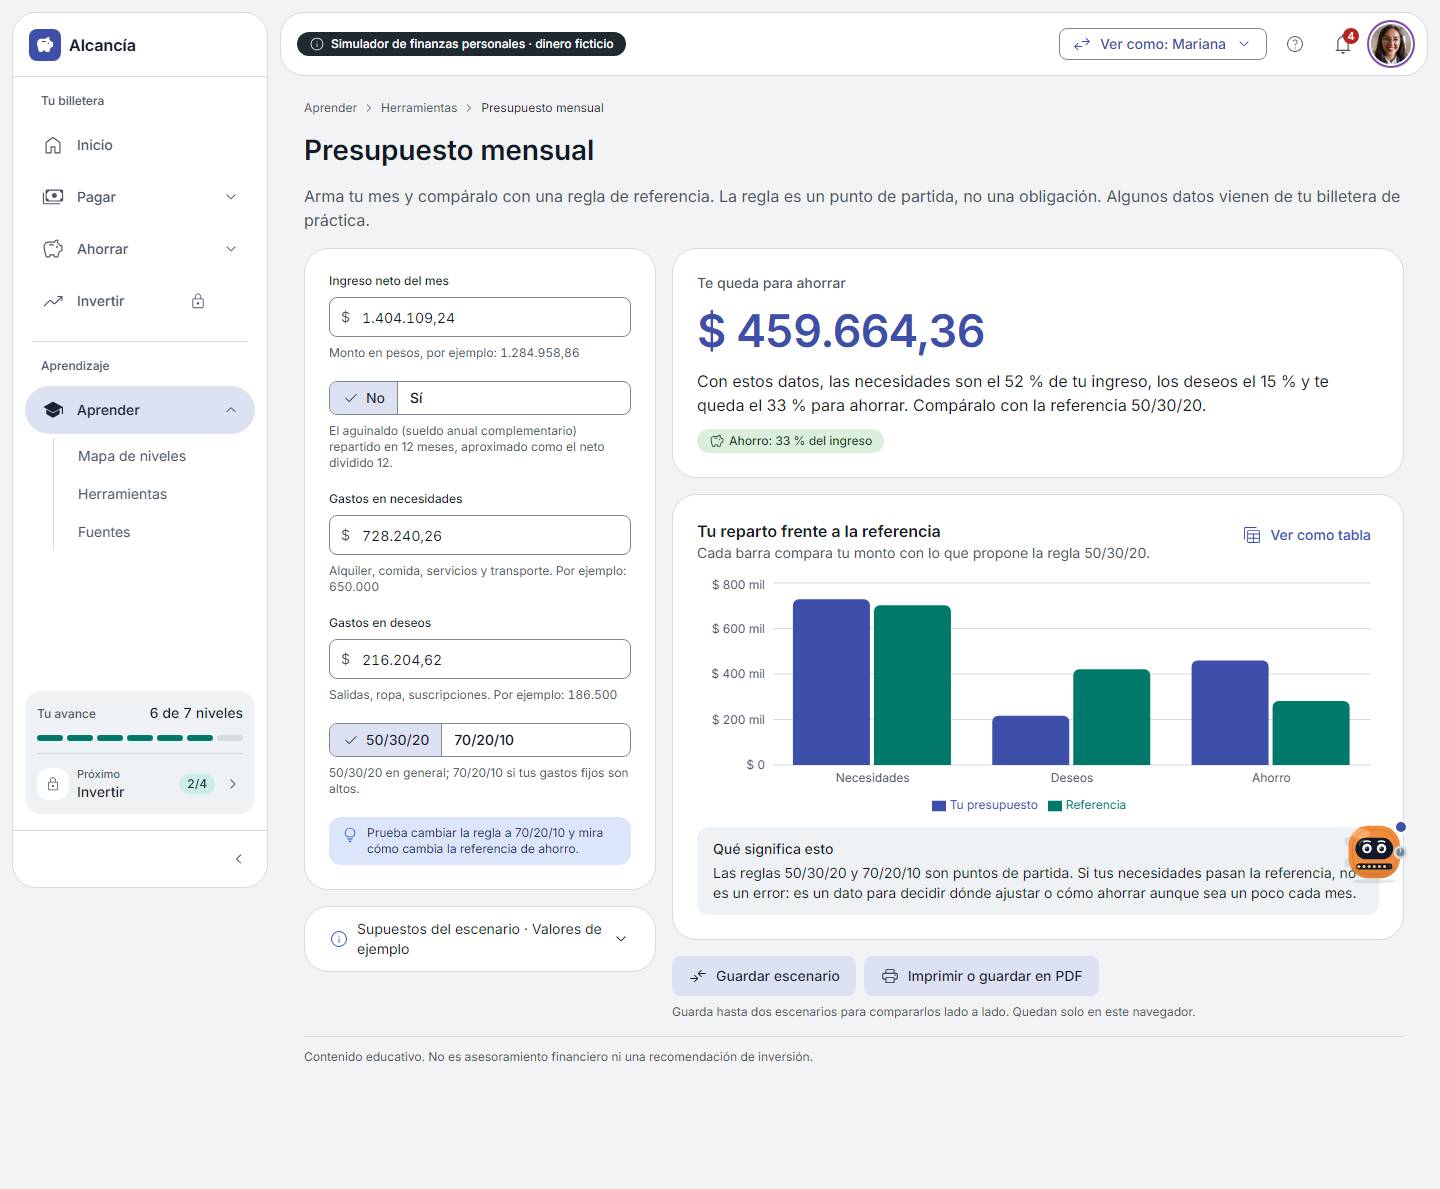 Alcancía
Tu billetera
Inicio
Pagar
Ahorrar
Invertir
Aprendizaje
Aprender
Mapa de niveles
Herramientas
Fuentes
Tu avance
6 de 7 niveles
Próximo
Invertir
2/4
Simulador de finanzas personales · dinero ficticio
Ver como: Mariana
4
Aprender
Herramientas
Presupuesto mensual
Presupuesto mensual
Arma tu mes y compáralo con una regla de referencia. La regla es un punto de partida, no una obligación. Algunos datos vienen de tu billetera de
práctica.
Ingreso neto del mes
$ 1.404.109,24
Monto en pesos, por ejemplo: 1.284.958,86
No
Sí
El aguinaldo (sueldo anual complementario)
repartido en 12 meses, aproximado como el neto
dividido 12.
Gastos en necesidades
$ 728.240,26
Alquiler, comida, servicios y transporte. Por ejemplo:
650.000
Gastos en deseos
$ 216.204,62
Salidas, ropa, suscripciones. Por ejemplo: 186.500
50/30/20
70/20/10
50/30/20 en general; 70/20/10 si tus gastos fijos son
altos.
Prueba cambiar la regla a 70/20/10 y mira
cómo cambia la referencia de ahorro.
Supuestos del escenario · Valores de
ejemplo
Te queda para ahorrar
$ 459.664,36
Con estos datos, las necesidades son el 52 % de tu ingreso, los deseos el 15 % y te
queda el 33 % para ahorrar. Compáralo con la referencia 50/30/20.
Ahorro: 33 % del ingreso
Tu reparto frente a la referencia
Cada barra compara tu monto con lo que propone la regla 50/30/20.
Ver como tabla
$ 800 mil
$ 600 mil
$ 400 mil
$ 200 mil
$ 0
Necesidades
Deseos
Ahorro
Tu presupuesto
Referencia
Qué significa esto
Las reglas 50/30/20 y 70/20/10 son puntos de partida. Si tus necesidades pasan la referencia, no
es un error: es un dato para decidir dónde ajustar o cómo ahorrar aunque sea un poco cada mes.
Guardar escenario
Imprimir o guardar en PDF
Guarda hasta dos escenarios para compararlos lado a lado. Quedan solo en este navegador.
Contenido educativo. No es asesoramiento financiero ni una recomendación de inversión.